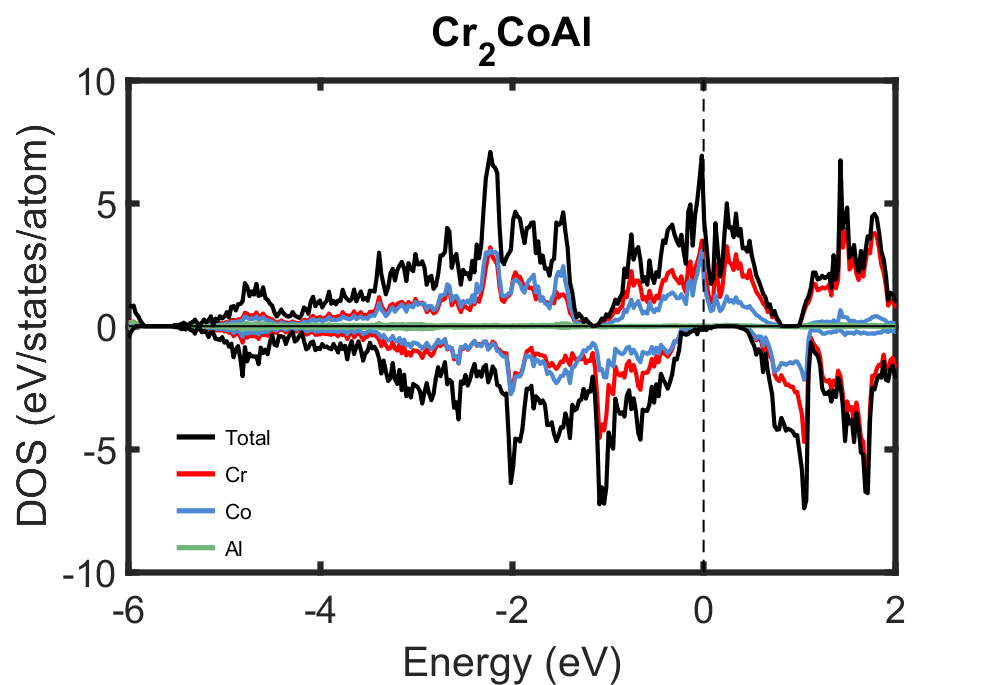 Cr2CoAl
10
5
0
-5
-10
DOS (eV/states/atom)
Total
Cr
Co
Al
-6
-4
-2
0
2
Energy (eV)